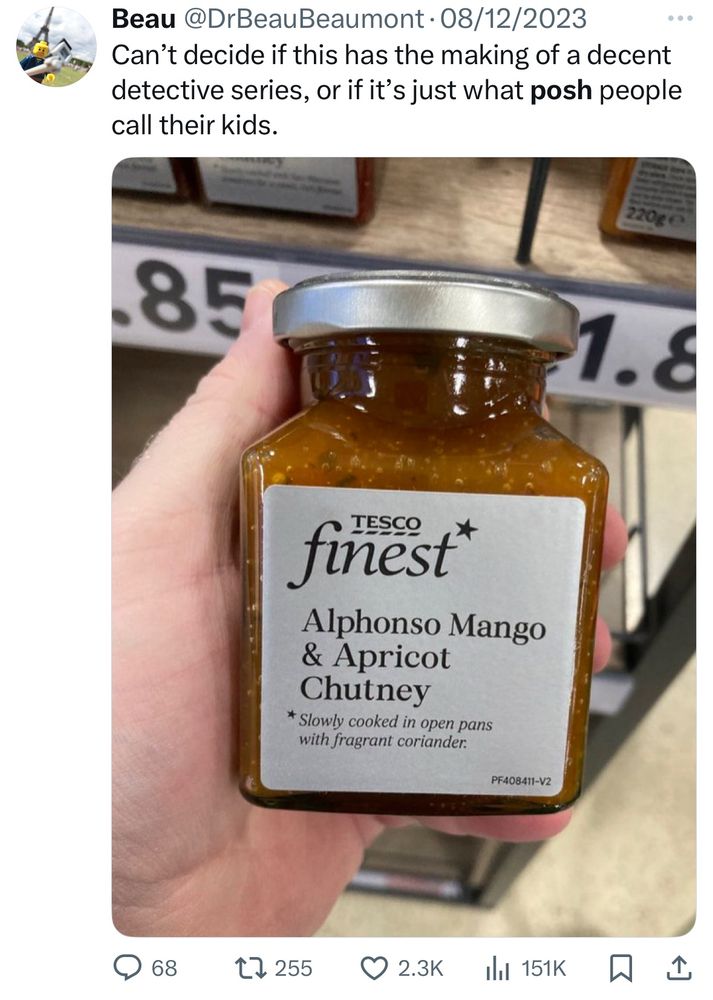 Beau @DrBeauBeaumont · 08/12/2023
Can’t decide if this has the making of a decent
detective series, or if it’s just what posh people
call their kids.
220g e
.85
1.8
TESCO
finest*
Alphonso Mango
& Apricot
Chutney
*Slowly cooked in open pans
with fragrant coriander.
PF408411-V2
68 255 2.3K 151K